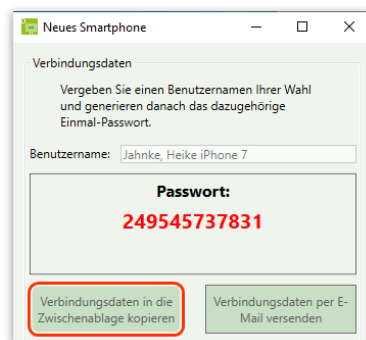 Neues Smartphone
Verbindungsdaten
Vergeben Sie einen Benutzernamen Ihrer Wahl
und generieren danach das dazugehörige
Einmal-Passwort.
Benutzername: Jahnke, Heike iPhone 7
Passwort:
249545737831
Verbindungsdaten in die
Zwischenablage kopieren
Verbindungsdaten per E-
Mail versenden